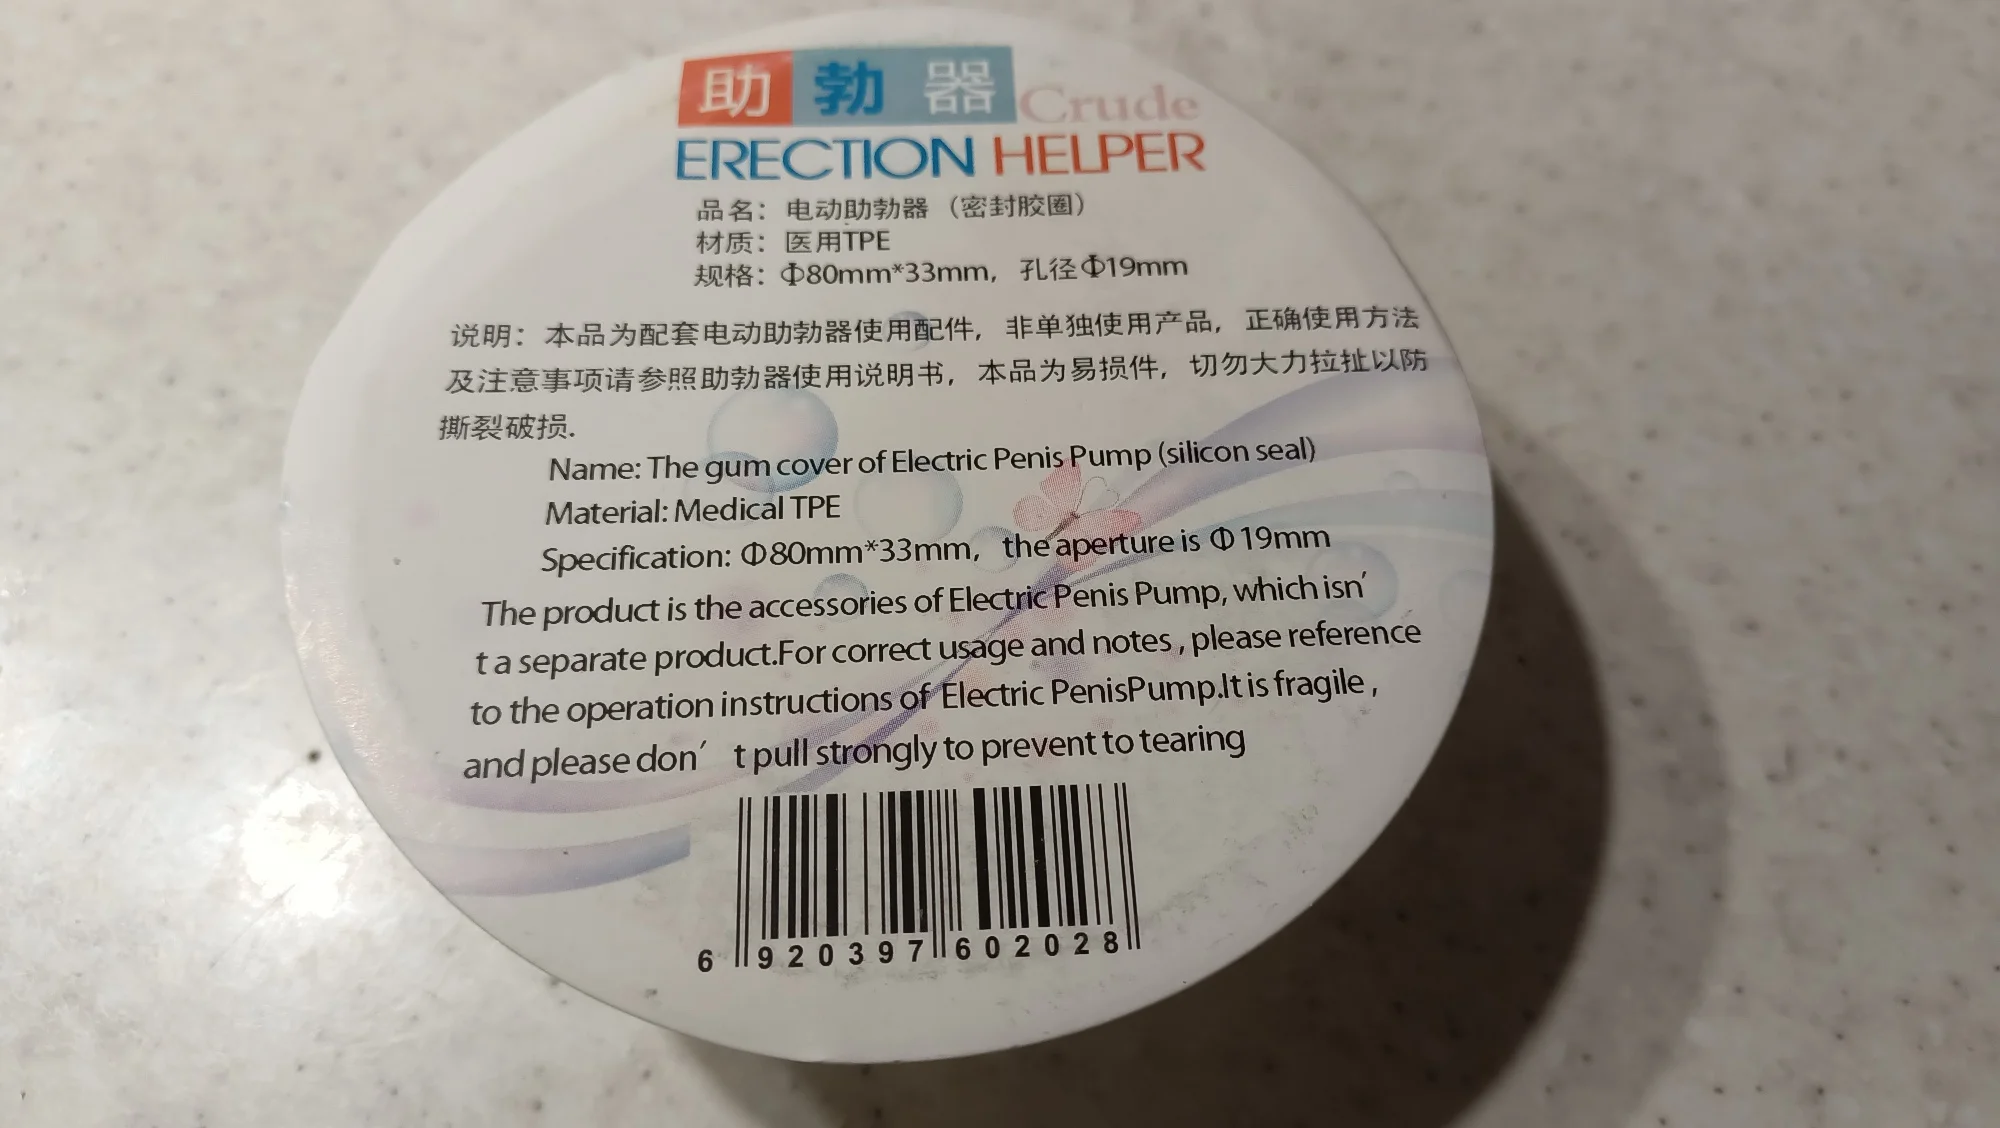 助勃器 Crude
ERECTION HELPER
品名：电动助勃器（密封胶圈）
材质：医用TPE
规格：Φ80mm*33mm，孔径Φ19mm
说明：本品为配套电动助勃器使用配件，非单独使用产品，正确使用方法
及注意事项请参照助勃器使用说明书，本品为易损件，切勿大力拉扯以防
撕裂破损.
Name: The gum cover of Electric Penis Pump (silicon seal)
Material: Medical TPE
Specification: Φ80mm*33mm, the aperture is Φ19mm
The product is the accessories of Electric Penis Pump, which isn'
t a separate product.For correct usage and notes , please reference
to the operation instructions of Electric PenisPump.It is fragile ,
and please don' t pull strongly to prevent to tearing
6 920397 602028